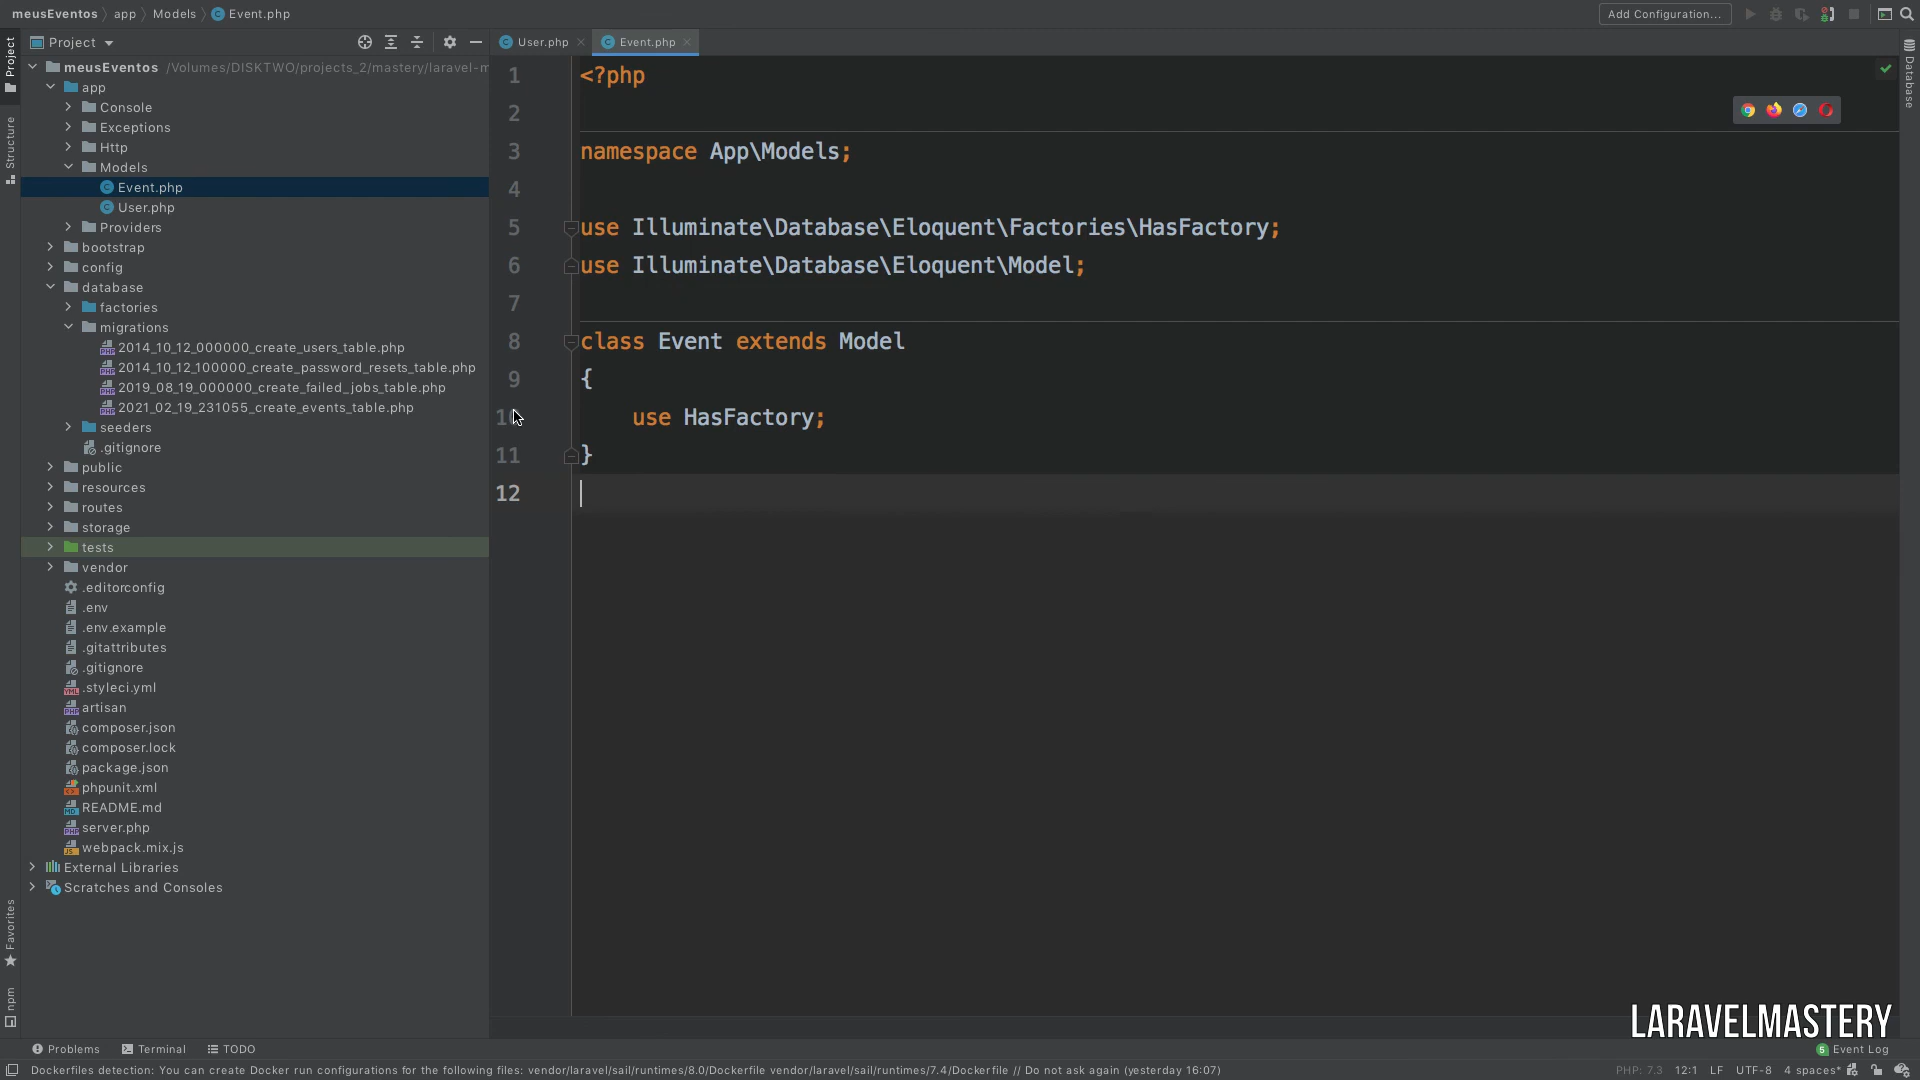 meusEventos app Models Event.php
Add Configuration...
Project
User.php
Event.php
Project
Structure
Favorites
npm
Database
meusEventos /Volumes/DISKTWO/projects_2/mastery/laravel-m
app
Console
Exceptions
Http
Models
Event.php
User.php
Providers
bootstrap
config
database
factories
migrations
2014_10_12_000000_create_users_table.php
2014_10_12_100000_create_password_resets_table.php
2019_08_19_000000_create_failed_jobs_table.php
2021_02_19_231055_create_events_table.php
seeders
.gitignore
public
resources
routes
storage
tests
vendor
.editorconfig
.env
.env.example
.gitattributes
.gitignore
.styleci.yml
artisan
composer.json
composer.lock
package.json
phpunit.xml
README.md
server.php
webpack.mix.js
External Libraries
Scratches and Consoles
1 <?php
2
3 namespace App\Models;
4
5 use Illuminate\Database\Eloquent\Factories\HasFactory;
6 use Illuminate\Database\Eloquent\Model;
7
8 class Event extends Model
9 {
10 use HasFactory;
11 }
12
LARAVELMASTERY
Problems Terminal TODO
5 Event Log
Dockerfiles detection: You can create Docker run configurations for the following files: vendor/laravel/sail/runtimes/8.0/Dockerfile vendor/laravel/sail/runtimes/7.4/Dockerfile // Do not ask again (yesterday 16:07)
PHP: 7.3 12:1 LF UTF-8 4 spaces*